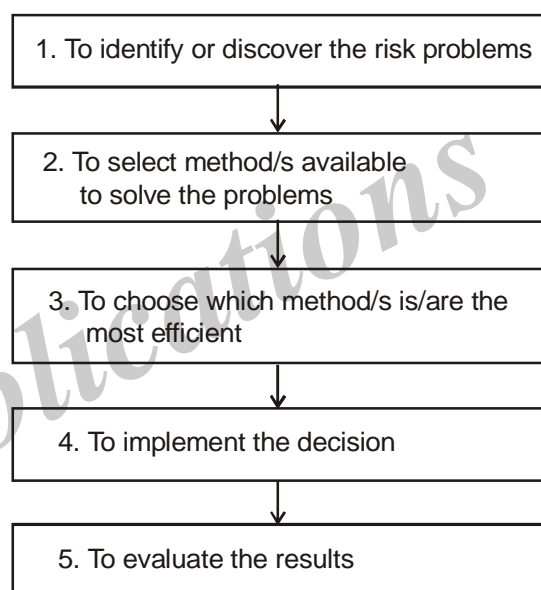 1. To identify or discover the risk problems
2. To select method/s available
to solve the problems
3. To choose which method/s is/are the
most efficient
4. To implement the decision
5. To evaluate the results